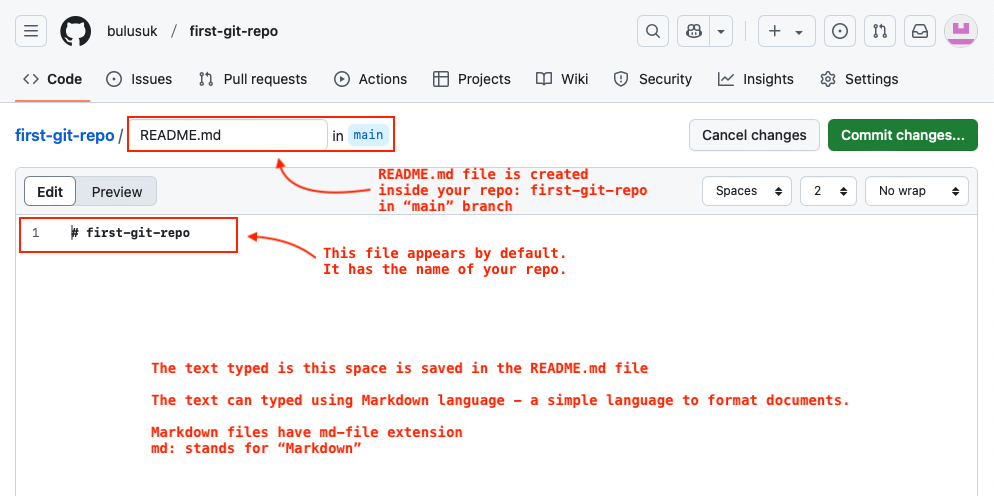 bulusuk / first-git-repo
Code Issues Pull requests Actions Projects Wiki Security Insights Settings
first-git-repo / README.md in main Cancel changes Commit changes...
README.md file is created
inside your repo: first-git-repo
in “main” branch
Edit Preview Spaces 2 No wrap
1 # first-git-repo
This file appears by default.
It has the name of your repo.
The text typed is this space is saved in the README.md file
The text can typed using Markdown language – a simple language to format documents.
Markdown files have md-file extension
md: stands for “Markdown”